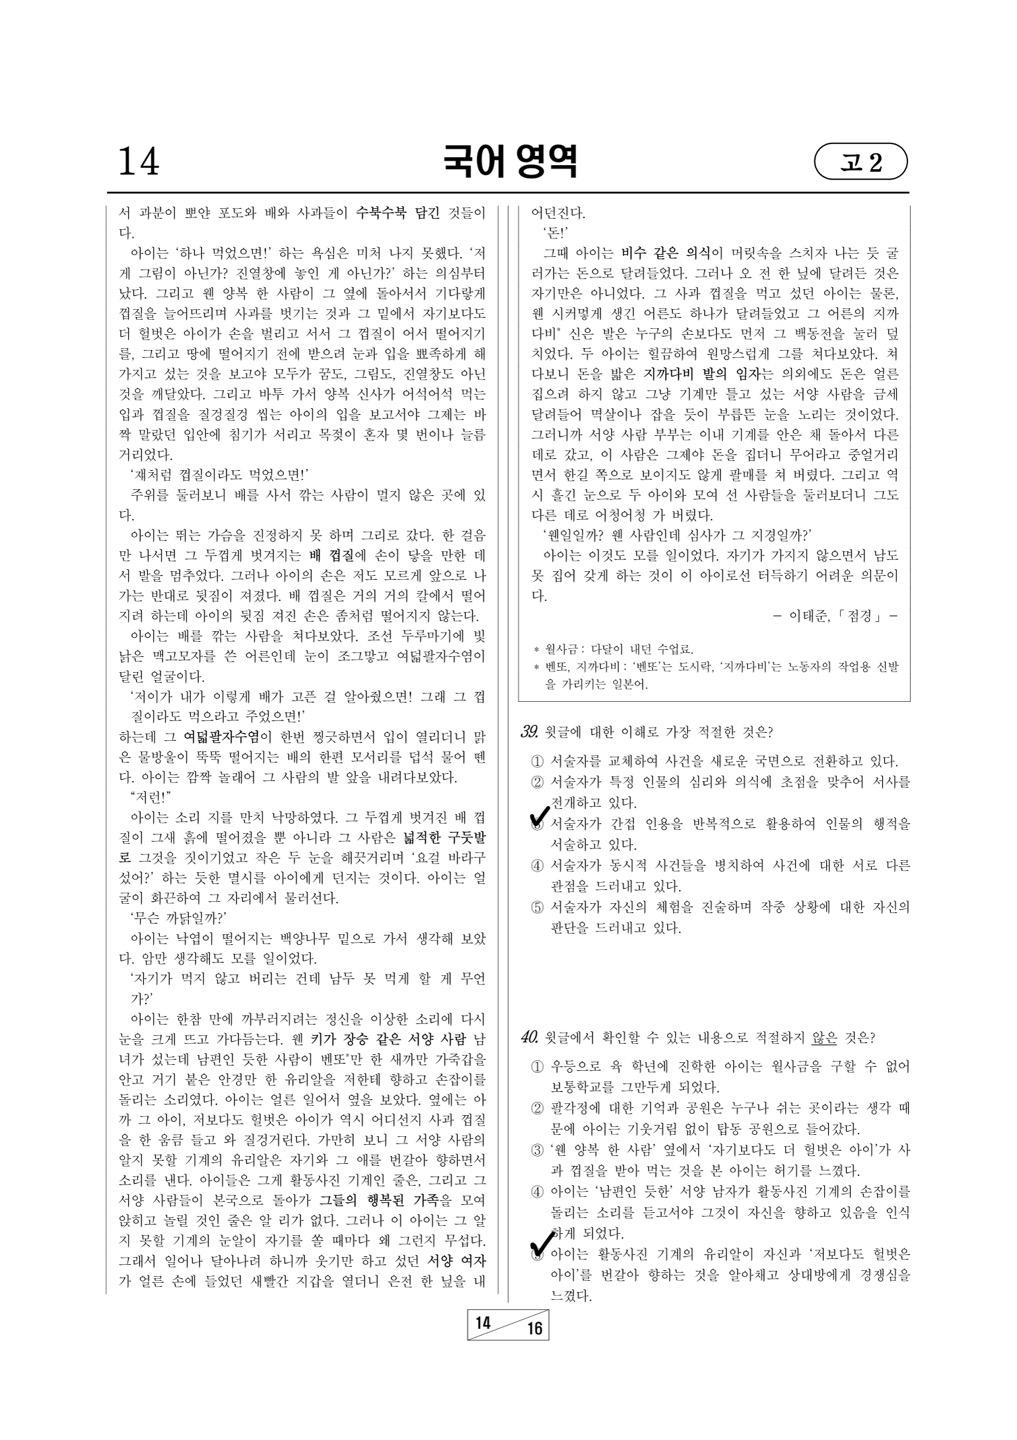 14
국어 영역
고 2
서 과분이 뽀얀 포도와 배와 사과들이 수북수북 담긴 것들이
다.
아이는 ‘하나 먹었으면!’ 하는 욕심은 미처 나지 못했다. ‘저
게 그림이 아닌가? 진열창에 놓인 게 아닌가?’ 하는 의심부터
났다. 그리고 웬 양복 한 사람이 그 옆에 돌아서서 기다랗게
껍질을 늘어뜨리며 사과를 벗기는 것과 그 밑에서 자기보다도
더 헐벗은 아이가 손을 벌리고 서서 그 껍질이 어서 떨어지기
를, 그리고 땅에 떨어지기 전에 받으려 눈과 입을 뾰족하게 해
가지고 섰는 것을 보고야 모두가 꿈도, 그림도, 진열창도 아닌
것을 깨달았다. 그리고 바투 가서 양복 신사가 어석어석 먹는
입과 껍질을 질겅질겅 씹는 아이의 입을 보고서야 그제는 바
짝 말랐던 입안에 침기가 서리고 목젖이 혼자 몇 번이나 늘름
거리었다.
‘쟤처럼 껍질이라도 먹었으면!’
주위를 둘러보니 배를 사서 깎는 사람이 멀지 않은 곳에 있
다.
아이는 뛰는 가슴을 진정하지 못 하며 그리로 갔다. 한 걸음
만 나서면 그 두껍게 벗겨지는 배 껍질에 손이 닿을 만한 데
서 발을 멈추었다. 그러나 아이의 손은 저도 모르게 앞으로 나
가는 반대로 뒷짐이 져졌다. 배 껍질은 거의 거의 칼에서 떨어
지려 하는데 아이의 뒷짐 져진 손은 좀처럼 떨어지지 않는다.
아이는 배를 깎는 사람을 쳐다보았다. 조선 두루마기에 빛
낡은 맥고모자를 쓴 어른인데 눈이 조그맣고 여덟팔자수염이
달린 얼굴이다.
‘저이가 내가 이렇게 배가 고픈 걸 알아줬으면! 그래 그 껍
질이라도 먹으라고 주었으면!’
하는데 그 여덟팔자수염이 한번 찡긋하면서 입이 열리더니 맑
은 물방울이 뚝뚝 떨어지는 배의 한편 모서리를 덥석 물어 뗀
다. 아이는 깜짝 놀래어 그 사람의 발 앞을 내려다보았다.
“저런!”
아이는 소리 지를 만치 낙망하였다. 그 두껍게 벗겨진 배 껍
질이 그새 흙에 떨어졌을 뿐 아니라 그 사람은 넓적한 구둣발
로 그것을 짓이기었고 작은 두 눈을 해끗거리며 ‘요걸 바라구
섰어?’ 하는 듯한 멸시를 아이에게 던지는 것이다. 아이는 얼
굴이 화끈하여 그 자리에서 물러선다.
‘무슨 까닭일까?’
아이는 낙엽이 떨어지는 백양나무 밑으로 가서 생각해 보았
다. 암만 생각해도 모를 일이었다.
‘자기가 먹지 않고 버리는 건데 남두 못 먹게 할 게 무언
가?’
아이는 한참 만에 까부러지려는 정신을 이상한 소리에 다시
눈을 크게 뜨고 가다듬는다. 웬 키가 장승 같은 서양 사람 남
녀가 섰는데 남편인 듯한 사람이 벤또*만 한 새까만 가죽갑을
안고 거기 붙은 안경만 한 유리알을 저한테 향하고 손잡이를
돌리는 소리였다. 아이는 얼른 일어서 옆을 보았다. 옆에는 아
까 그 아이, 저보다도 헐벗은 아이가 역시 어디선지 사과 껍질
을 한 움큼 들고 와 질겅거린다. 가만히 보니 그 서양 사람의
알지 못할 기계의 유리알은 자기와 그 애를 번갈아 향하면서
소리를 낸다. 아이들은 그게 활동사진 기계인 줄은, 그리고 그
서양 사람들이 본국으로 돌아가 그들의 행복된 가족을 모여
앉히고 놀릴 것인 줄은 알 리가 없다. 그러나 이 아이는 그 알
지 못할 기계의 눈알이 자기를 쏠 때마다 왜 그런지 무섭다.
그래서 일어나 달아나려 하니까 웃기만 하고 섰던 서양 여자
가 얼른 손에 들었던 새빨간 지갑을 열더니 은전 한 닢을 내
어던진다.
‘돈!’
그때 아이는 비수 같은 의식이 머릿속을 스치자 나는 듯 굴
러가는 돈으로 달려들었다. 그러나 오 전 한 닢에 달려든 것은
자기만은 아니었다. 그 사과 껍질을 먹고 섰던 아이는 물론,
웬 시커멓게 생긴 어른도 하나가 달려들었고 그 어른의 지까
다비* 신은 발은 누구의 손보다도 먼저 그 백동전을 눌러 덮
치었다. 두 아이는 힐끔하여 원망스럽게 그를 쳐다보았다. 쳐
다보니 돈을 밟은 지까다비 발의 임자는 의외에도 돈은 얼른
집으려 하지 않고 그냥 기계만 틀고 섰는 서양 사람을 금세
달려들어 멱살이나 잡을 듯이 부릅뜬 눈을 노리는 것이었다.
그러니까 서양 사람 부부는 이내 기계를 안은 채 돌아서 다른
데로 갔고, 이 사람은 그제야 돈을 집더니 무어라고 중얼거리
면서 한길 쪽으로 보이지도 않게 팔매를 쳐 버렸다. 그리고 역
시 흘긴 눈으로 두 아이와 모여 선 사람들을 둘러보더니 그도
다른 데로 어청어청 가 버렸다.
‘웬일일까? 웬 사람인데 심사가 그 지경일까?’
아이는 이것도 모를 일이었다. 자기가 가지지 않으면서 남도
못 집어 갖게 하는 것이 이 아이로선 터득하기 어려운 의문이
다.
－ 이태준, 「점경」－
* 월사금 : 다달이 내던 수업료.
* 벤또, 지까다비 : ‘벤또’는 도시락, ‘지까다비’는 노동자의 작업용 신발
을 가리키는 일본어.
39. 윗글에 대한 이해로 가장 적절한 것은?
① 서술자를 교체하여 사건을 새로운 국면으로 전환하고 있다.
② 서술자가 특정 인물의 심리와 의식에 초점을 맞추어 서사를
전개하고 있다.
③ 서술자가 간접 인용을 반복적으로 활용하여 인물의 행적을
서술하고 있다.
④ 서술자가 동시적 사건들을 병치하여 사건에 대한 서로 다른
관점을 드러내고 있다.
⑤ 서술자가 자신의 체험을 진술하며 작중 상황에 대한 자신의
판단을 드러내고 있다.
40. 윗글에서 확인할 수 있는 내용으로 적절하지 않은 것은?
① 우등으로 육 학년에 진학한 아이는 월사금을 구할 수 없어
보통학교를 그만두게 되었다.
② 팔각정에 대한 기억과 공원은 누구나 쉬는 곳이라는 생각 때
문에 아이는 기웃거림 없이 탑동 공원으로 들어갔다.
③ ‘웬 양복 한 사람’ 옆에서 ‘자기보다도 더 헐벗은 아이’가 사
과 껍질을 받아 먹는 것을 본 아이는 허기를 느꼈다.
④ 아이는 ‘남편인 듯한’ 서양 남자가 활동사진 기계의 손잡이를
돌리는 소리를 듣고서야 그것이 자신을 향하고 있음을 인식
하게 되었다.
⑤ 아이는 활동사진 기계의 유리알이 자신과 ‘저보다도 헐벗은
아이’를 번갈아 향하는 것을 알아채고 상대방에게 경쟁심을
느꼈다.
14
16